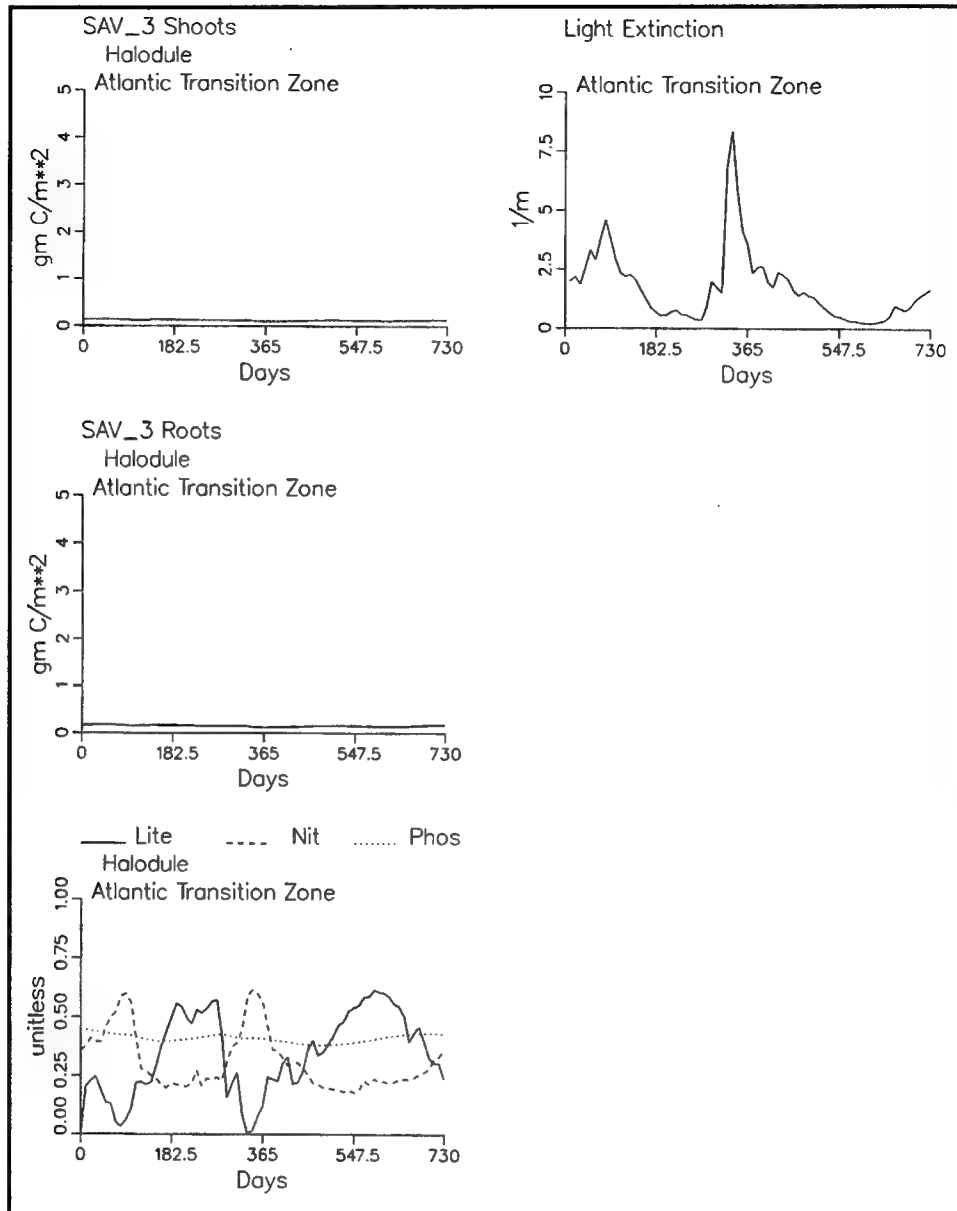 SAV_3 Shoots
Halodule
Atlantic Transition Zone
gm C/m**2
5
4
3
2
1
0
0 182.5 365 547.5 730
Days
Light Extinction
Atlantic Transition Zone
1/m
10
7.5
5
2.5
0
0 182.5 365 547.5 730
Days
SAV_3 Roots
Halodule
Atlantic Transition Zone
gm C/m**2
5
4
3
2
1
0
0 182.5 365 547.5 730
Days
Lite Nit Phos
Halodule
Atlantic Transition Zone
unitless
1.00
0.75
0.50
0.25
0.00
0 182.5 365 547.5 730
Days